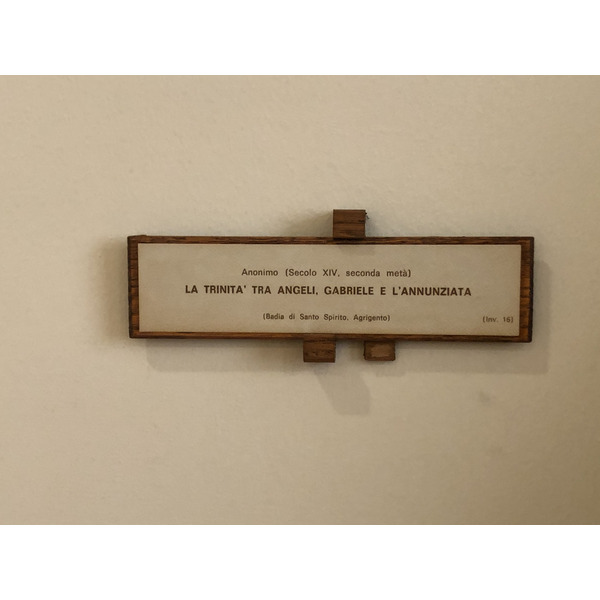 Anonimo (Secolo XIV, seconda metà)
LA TRINITA' TRA ANGELI, GABRIELE E L'ANNUNZIATA
(Badia di Santo Spirito, Agrigento)
(Inv. 16)